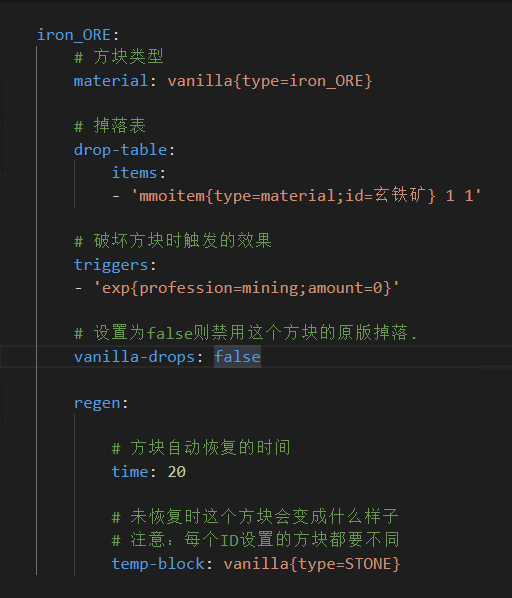 iron_ORE:
# 方块类型
material: vanilla{type=iron_ORE}
# 掉落表
drop-table:
items:
- 'mmoitem{type=material;id=玄铁矿} 1 1'
# 破坏方块时触发的效果
triggers:
- 'exp{profession=mining;amount=0}'
# 设置为false则禁用这个方块的原版掉落.
vanilla-drops: false
regen:
# 方块自动恢复的时间
time: 20
# 未恢复时这个方块会变成什么样子
# 注意：每个ID设置的方块都要不同
temp-block: vanilla{type=STONE}